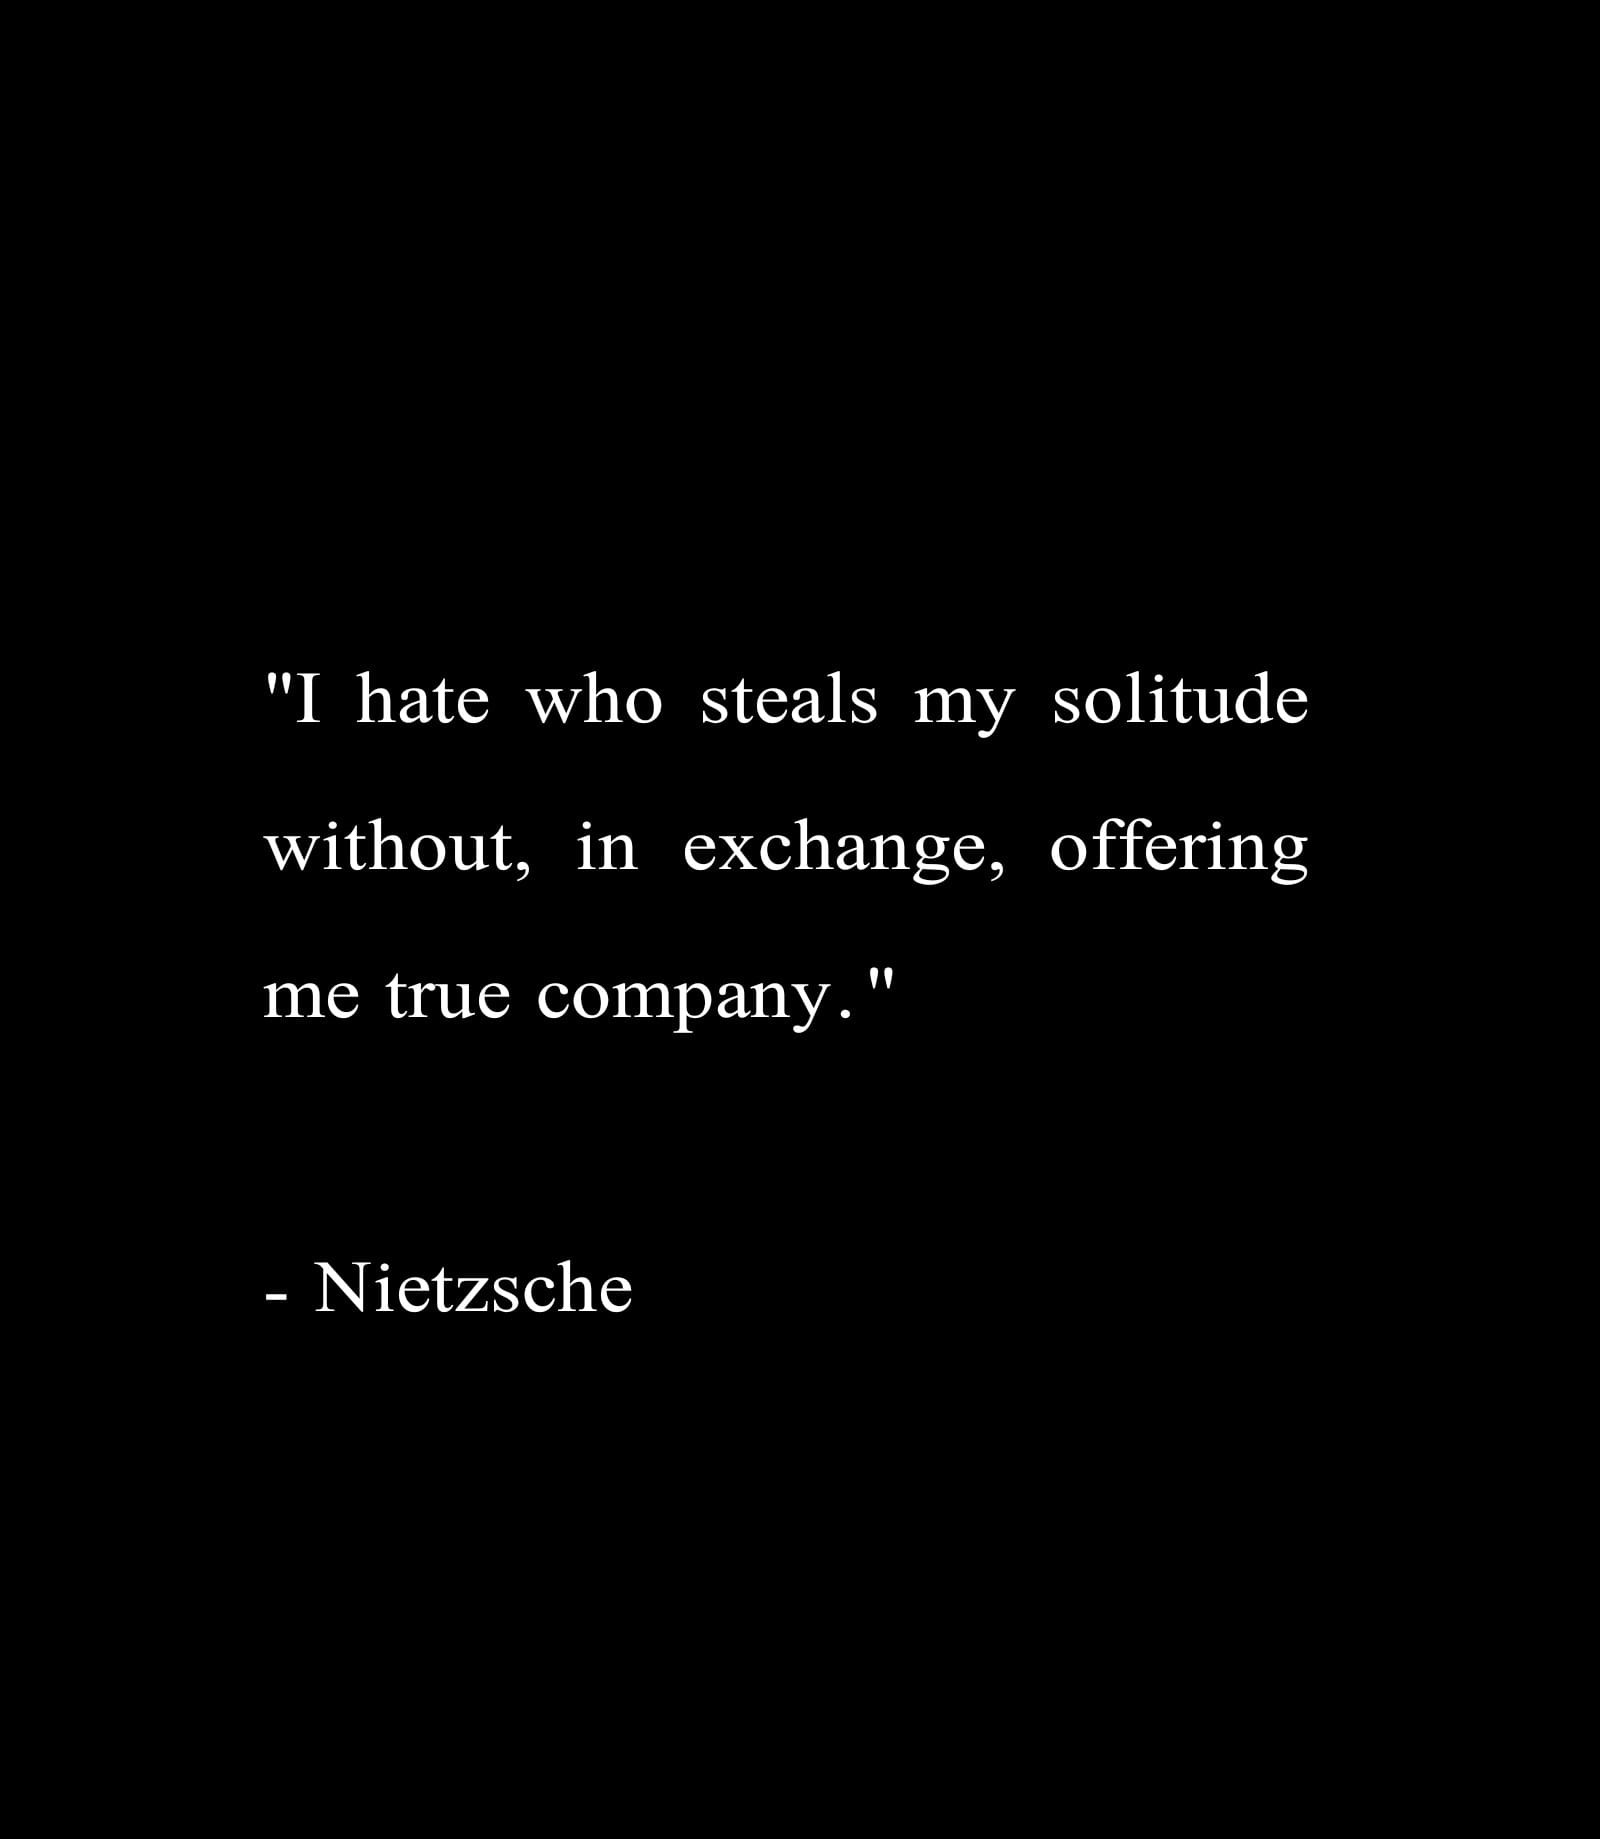 "I hate who steals my solitude
without, in exchange, offering
me true company."
- Nietzsche